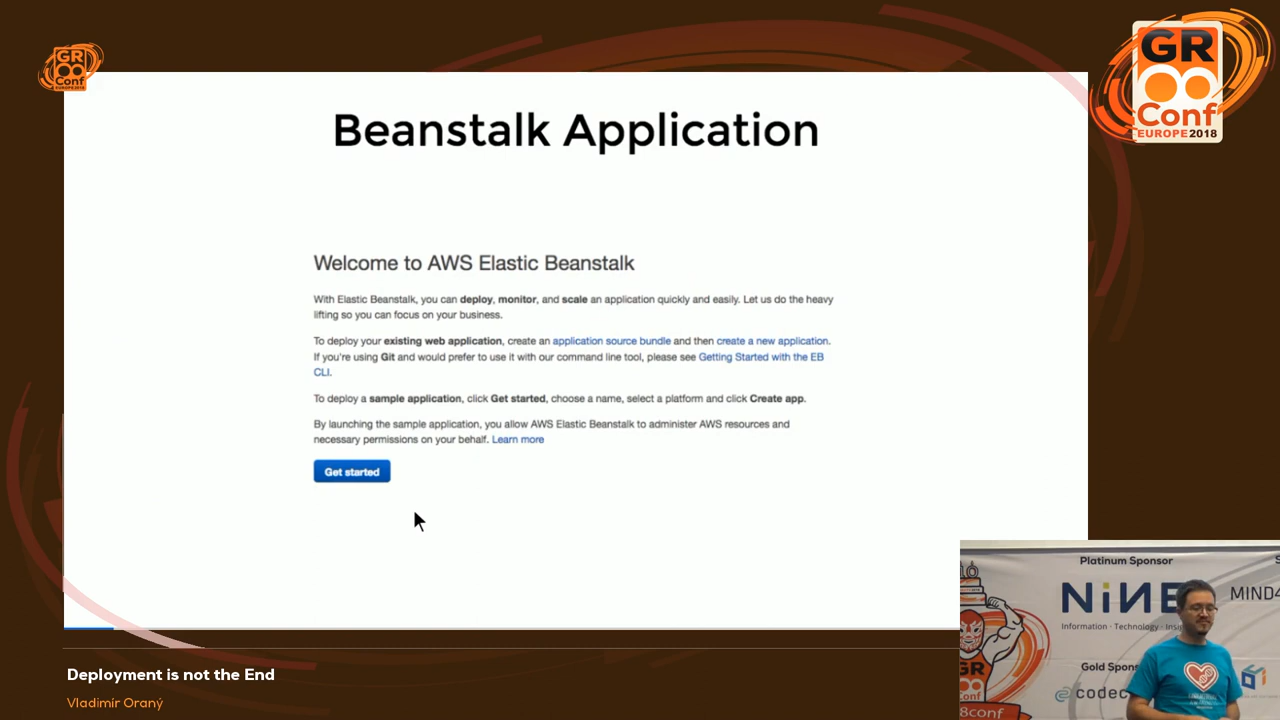 GR
Conf
EUROPE2018
GR
Conf
EUROPE2018
Beanstalk Application
Welcome to AWS Elastic Beanstalk
With Elastic Beanstalk, you can deploy, monitor, and scale an application quickly and easily. Let us do the heavy
lifting so you can focus on your business.
To deploy your existing web application, create an application source bundle and then create a new application.
If you're using Git and would prefer to use it with our command line tool, please see Getting Started with the EB
CLI.
To deploy a sample application, click Get started, choose a name, select a platform and click Create app.
By launching the sample application, you allow AWS Elastic Beanstalk to administer AWS resources and
necessary permissions on your behalf. Learn more
Get started
Platinum Sponsor
NiNE
MIND
Information · Technology ·
Gold
codec
GR
8conf
Deployment is not the End
Vladimír Oraný